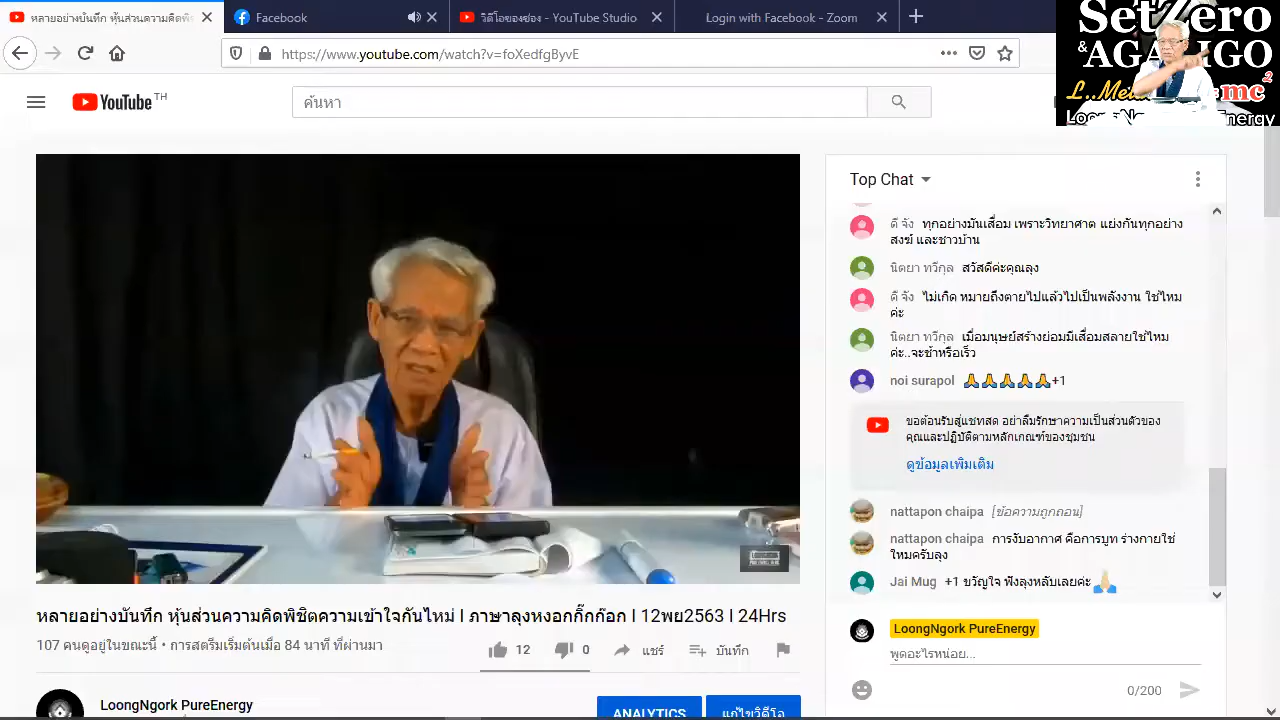 หลายอย่างบันทึก หุ้นส่วนความคิดพิช
Facebook
วิดีโอของช่อง - YouTube Studio
Login with Facebook - Zoom
SetZero
& AGA IGO
mc2
https://www.youtube.com/watch?v=foXedfgByvE
YouTube TH
ค้นหา
Top Chat
ดี จัง ทุกอย่างมันเสื่อม เพราะวิทยาศาต แย่งกันทุกอย่าง
สงฆ์ และชาวบ้าน
นิตยา ทวีกุล สวัสดีค่ะคุณลุง
ดี จัง ไม่เกิด หมายถึงตายไปแล้วไปเป็นพลังงาน ใช่ไหม
ค่ะ
นิตยา ทวีกุล เมื่อมนุษย์สร้างย่อมมีเสื่อมสลายใช่ไหม
ค่ะ..จะช้าหรือเร็ว
noi surapol 🙏🙏🙏🙏🙏+1
ขอต้อนรับสู่แชทสด อย่าลืมรักษาความเป็นส่วนตัวของ
คุณและปฏิบัติตามหลักเกณฑ์ของชุมชน
ดูข้อมูลเพิ่มเติม
nattapon chaipa [ข้อความถูกถอน]
nattapon chaipa การงับอากาศ คือการบูท ร่างกายใช่
ใหมครับลุง
Jai Mug +1 ขวัญใจ ฟังลุงหลับเลยค่ะ🙏
LoongNgork PureEnergy
พูดอะไรหน่อย...
0/200
หลายอย่างบันทึก หุ้นส่วนความคิดพิชิตความเข้าใจกันไหม่ I ภาษาลุงหงอกกิ๊กก๊อก I 12พย2563 I 24Hrs
107 คนดูอยู่ในขณะนี้ • การสตรีมเริ่มต้นเมื่อ 84 นาที ที่ผ่านมา
12
0
แชร์
บันทึก
LoongNgork PureEnergy
ANALYTICS
แก้ไขวิดีโอ